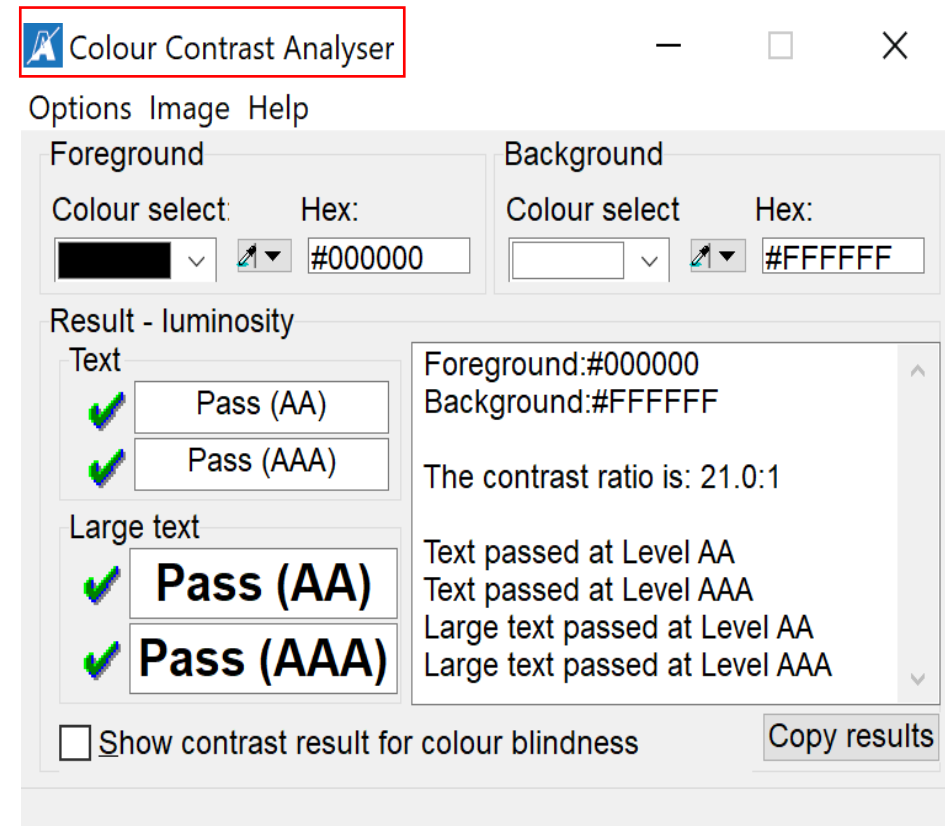 Colour Contrast Analyser
Options Image Help
Foreground
Colour select:
Hex:
#000000
Background
Colour select
Hex:
#FFFFFF
Result - luminosity
Text
Pass (AA)
Pass (AAA)
Large text
Pass (AA)
Pass (AAA)
Foreground:#000000
Background:#FFFFFF
The contrast ratio is: 21.0:1
Text passed at Level AA
Text passed at Level AAA
Large text passed at Level AA
Large text passed at Level AAA
Show contrast result for colour blindness
Copy results